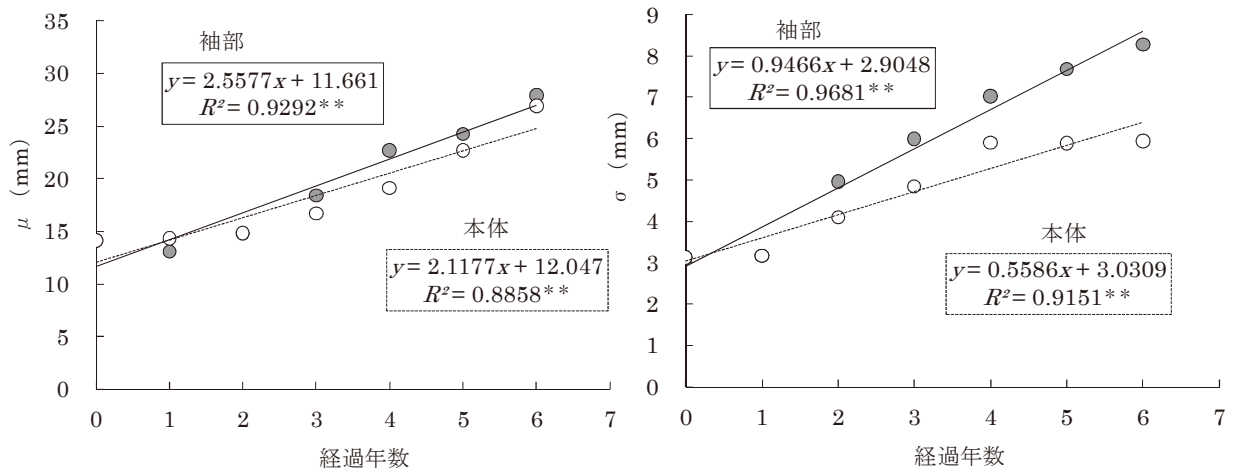 35
30
25
20
15
10
5
0
μ (mm)
袖部
y= 2.5577x+ 11.661
R²= 0.9292**
本体
y= 2.1177x+ 12.047
R²= 0.8858**
0 1 2 3 4 5 6 7
経過年数
9
8
7
6
5
4
3
2
1
0
σ (mm)
袖部
y= 0.9466x+ 2.9048
R²= 0.9681**
本体
y= 0.5586x+ 3.0309
R²= 0.9151**
0 1 2 3 4 5 6 7
経過年数